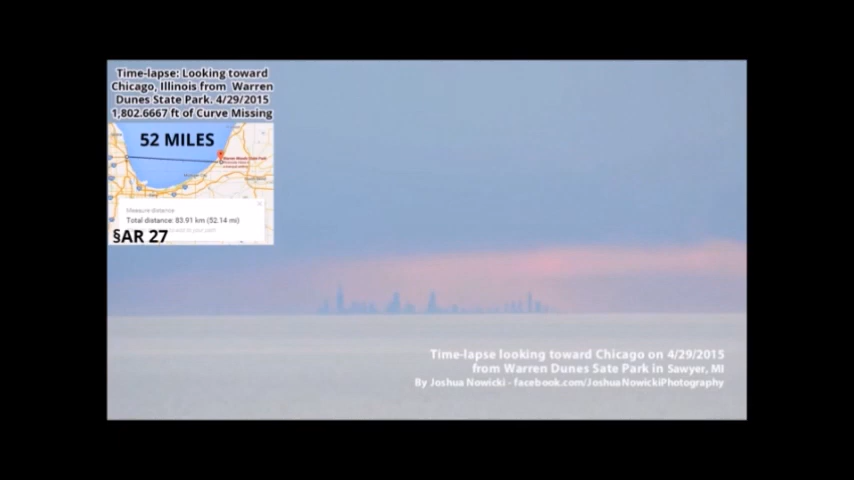 Time-lapse: Looking toward
Chicago, Illinois from Warren
Dunes State Park. 4/29/2015
1,802.6667 ft of Curve Missing
52 MILES
Measure distance
Total distance: 83.91 km (52.14 mi)
§AR 27
Time-lapse looking toward Chicago on 4/29/2015
from Warren Dunes Sate Park in Sawyer, MI
By Joshua Nowicki - facebook.com/JoshuaNowickiPhotography